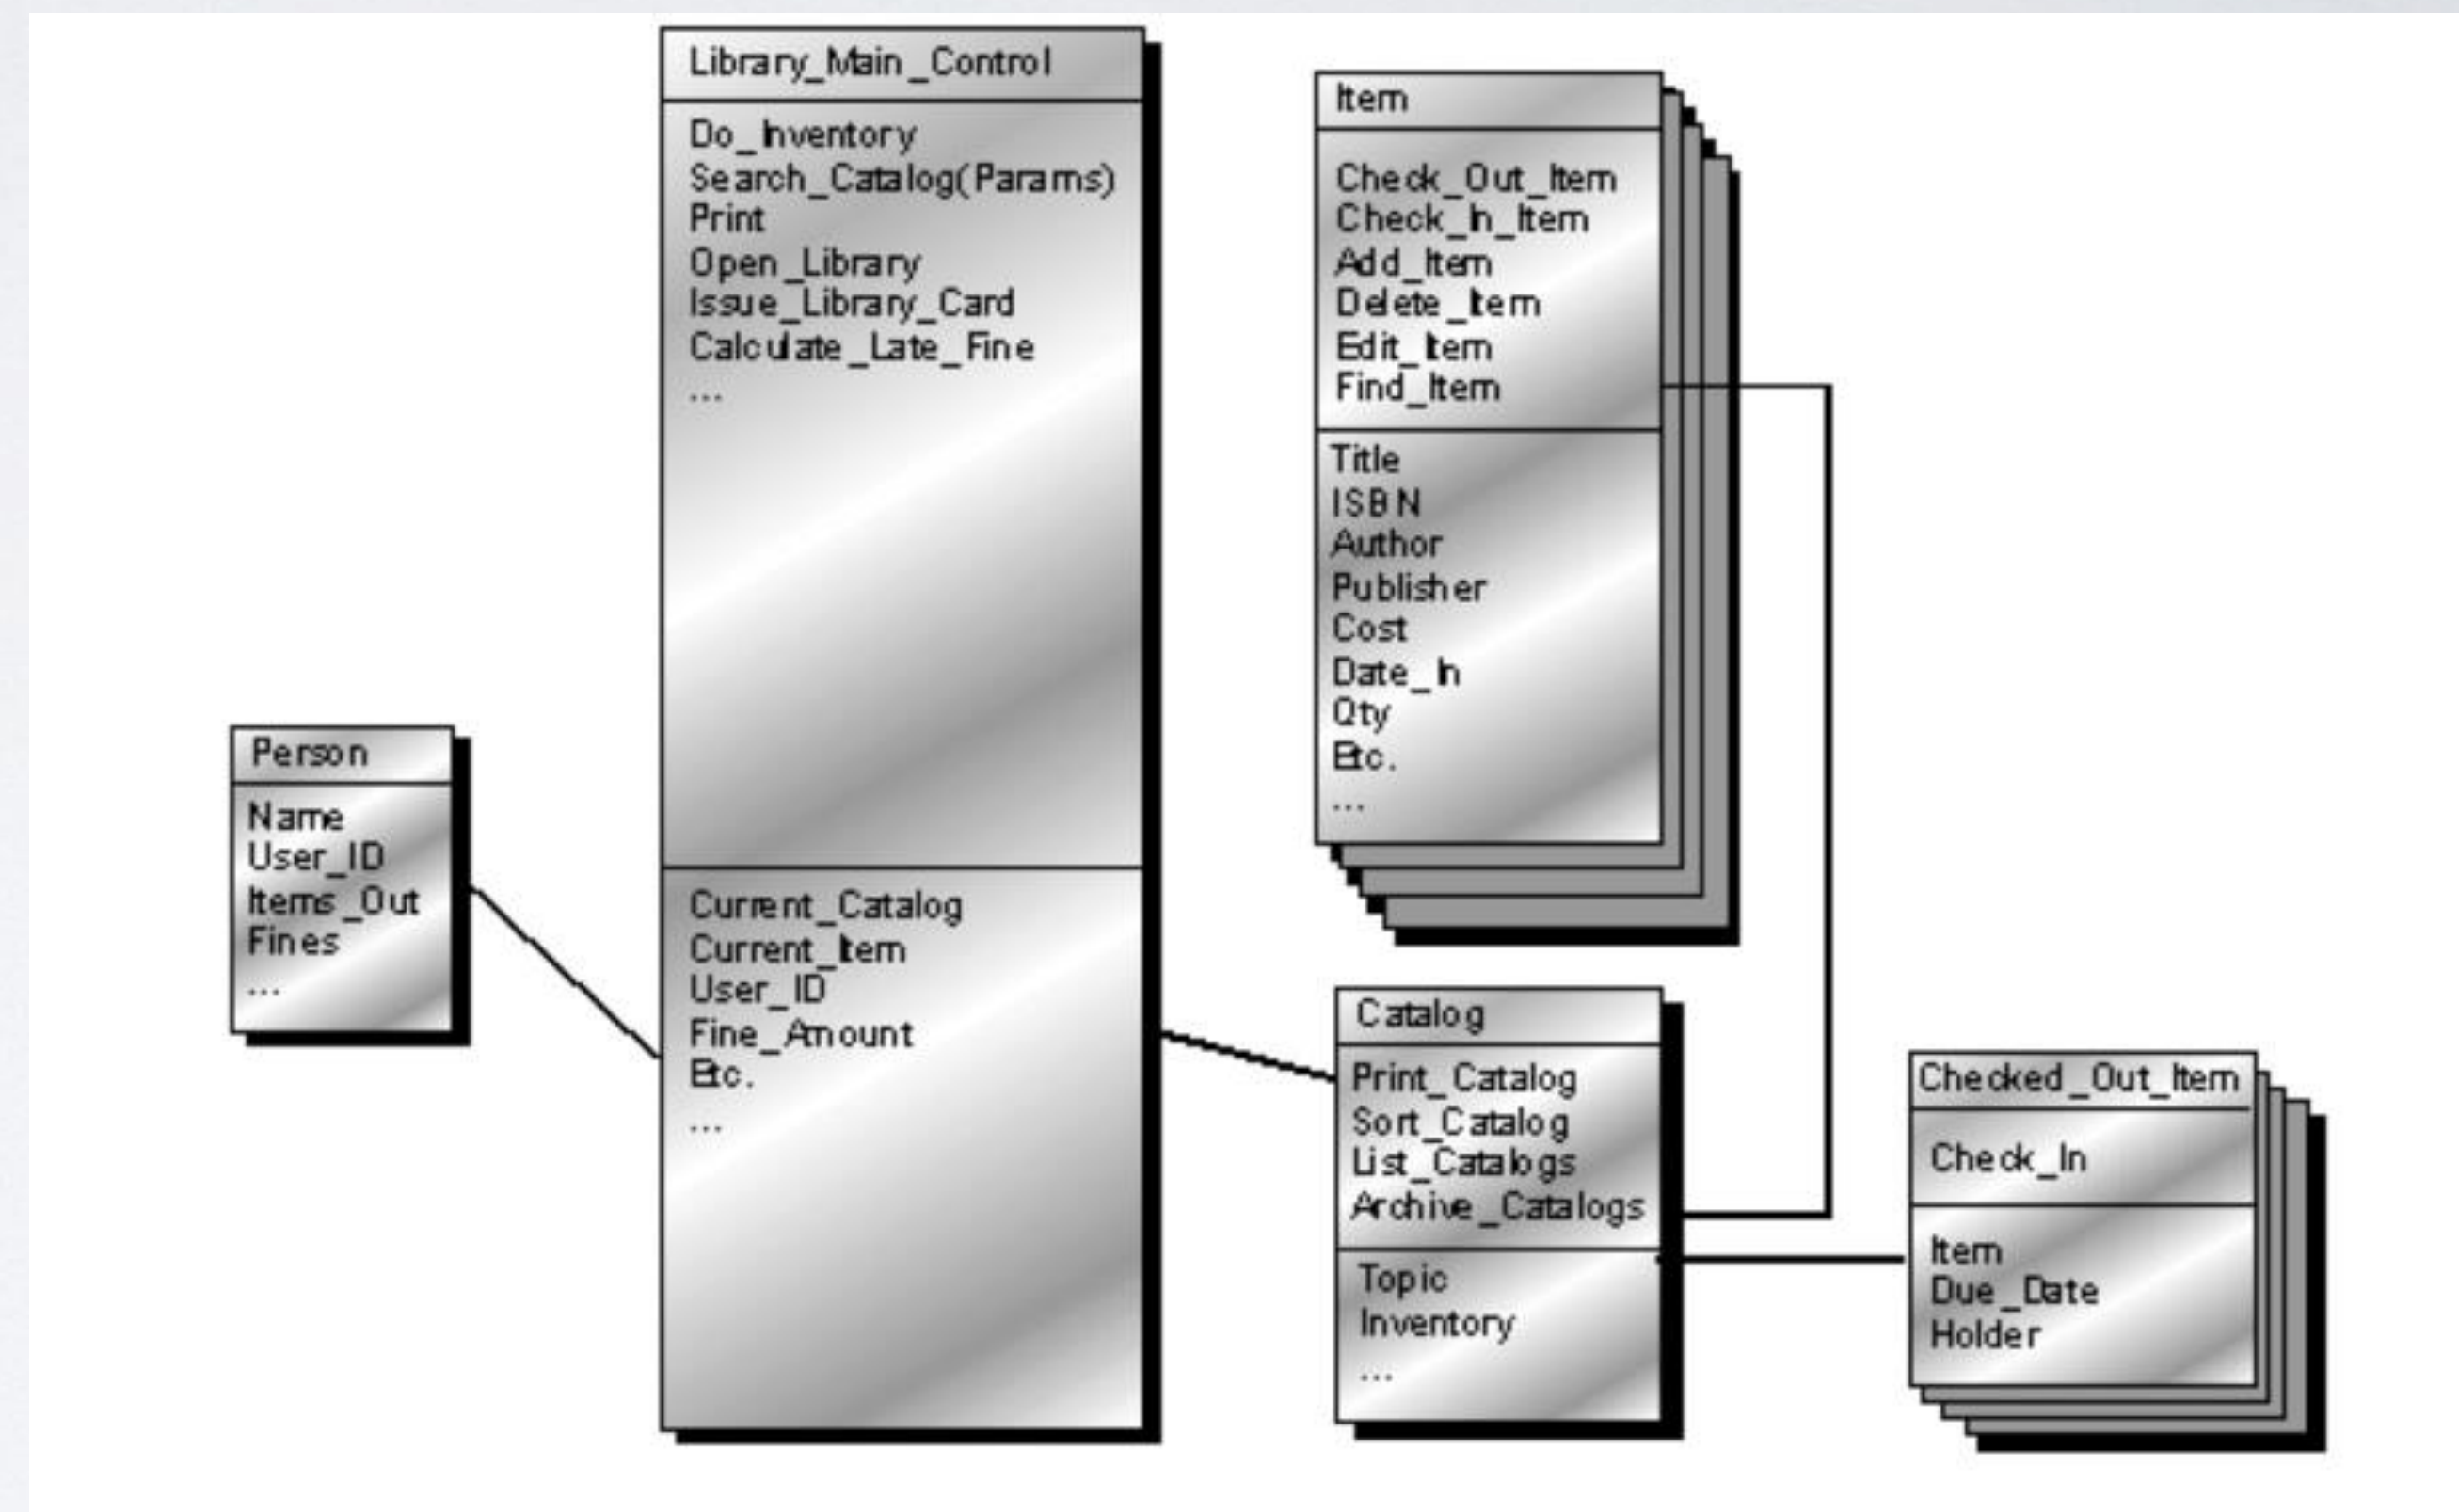 Library_Main_Control
Do_Inventory
Search_Catalog(Params)
Print
Open_Library
Issue_Library_Card
Calculate_Late_Fine
...
Current_Catalog
Current_Item
User_ID
Fine_Amount
Etc.
...
Item
Check_Out_Item
Check_In_Item
Add_Item
Delete_Item
Edit_Item
Find_Item
Title
ISBN
Author
Publisher
Cost
Date_In
Qty
Etc.
...
Person
Name
User_ID
Items_Out
Fines
...
Catalog
Print_Catalog
Sort_Catalog
List_Catalogs
Archive_Catalogs
Topic
Inventory
...
Checked_Out_Item
Check_In
Item
Due_Date
Holder